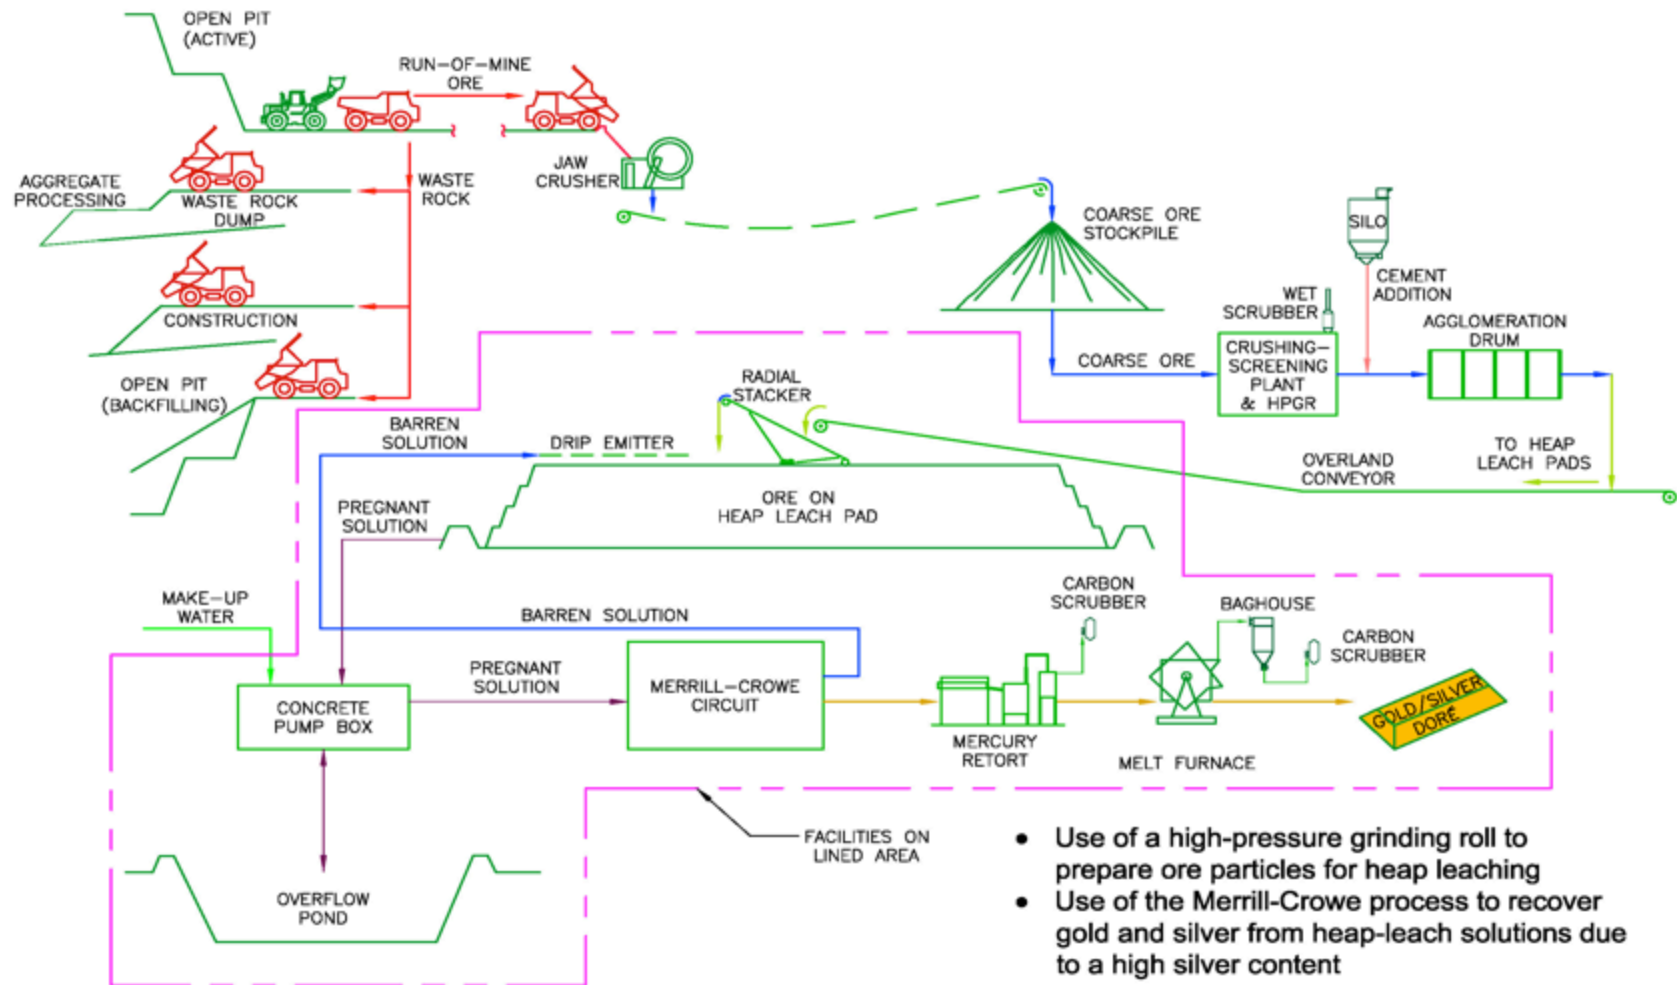 OPEN PIT
(ACTIVE)
RUN-OF-MINE
ORE
JAW
CRUSHER
AGGREGATE
PROCESSING
WASTE ROCK
DUMP
WASTE
ROCK
COARSE ORE
STOCKPILE
SILO
CEMENT
ADDITION
WET
SCRUBBER
CONSTRUCTION
AGGLOMERATION
DRUM
CRUSHING-
SCREENING
PLANT
& HPGR
COARSE ORE
OPEN PIT
(BACKFILLING)
RADIAL
STACKER
BARREN
SOLUTION
DRIP EMITTER
TO HEAP
LEACH PADS
OVERLAND
CONVEYOR
ORE ON
HEAP LEACH PAD
PREGNANT
SOLUTION
MAKE-UP
WATER
BARREN SOLUTION
CARBON
SCRUBBER
BAGHOUSE
CARBON
SCRUBBER
PREGNANT
SOLUTION
CONCRETE
PUMP BOX
MERRILL-CROWE
CIRCUIT
MERCURY
RETORT
MELT FURNACE
GOLD/SILVER
DORÉ
FACILITIES ON
LINED AREA
OVERFLOW
POND
• Use of a high-pressure grinding roll to
prepare ore particles for heap leaching
• Use of the Merrill-Crowe process to recover
gold and silver from heap-leach solutions due
to a high silver content